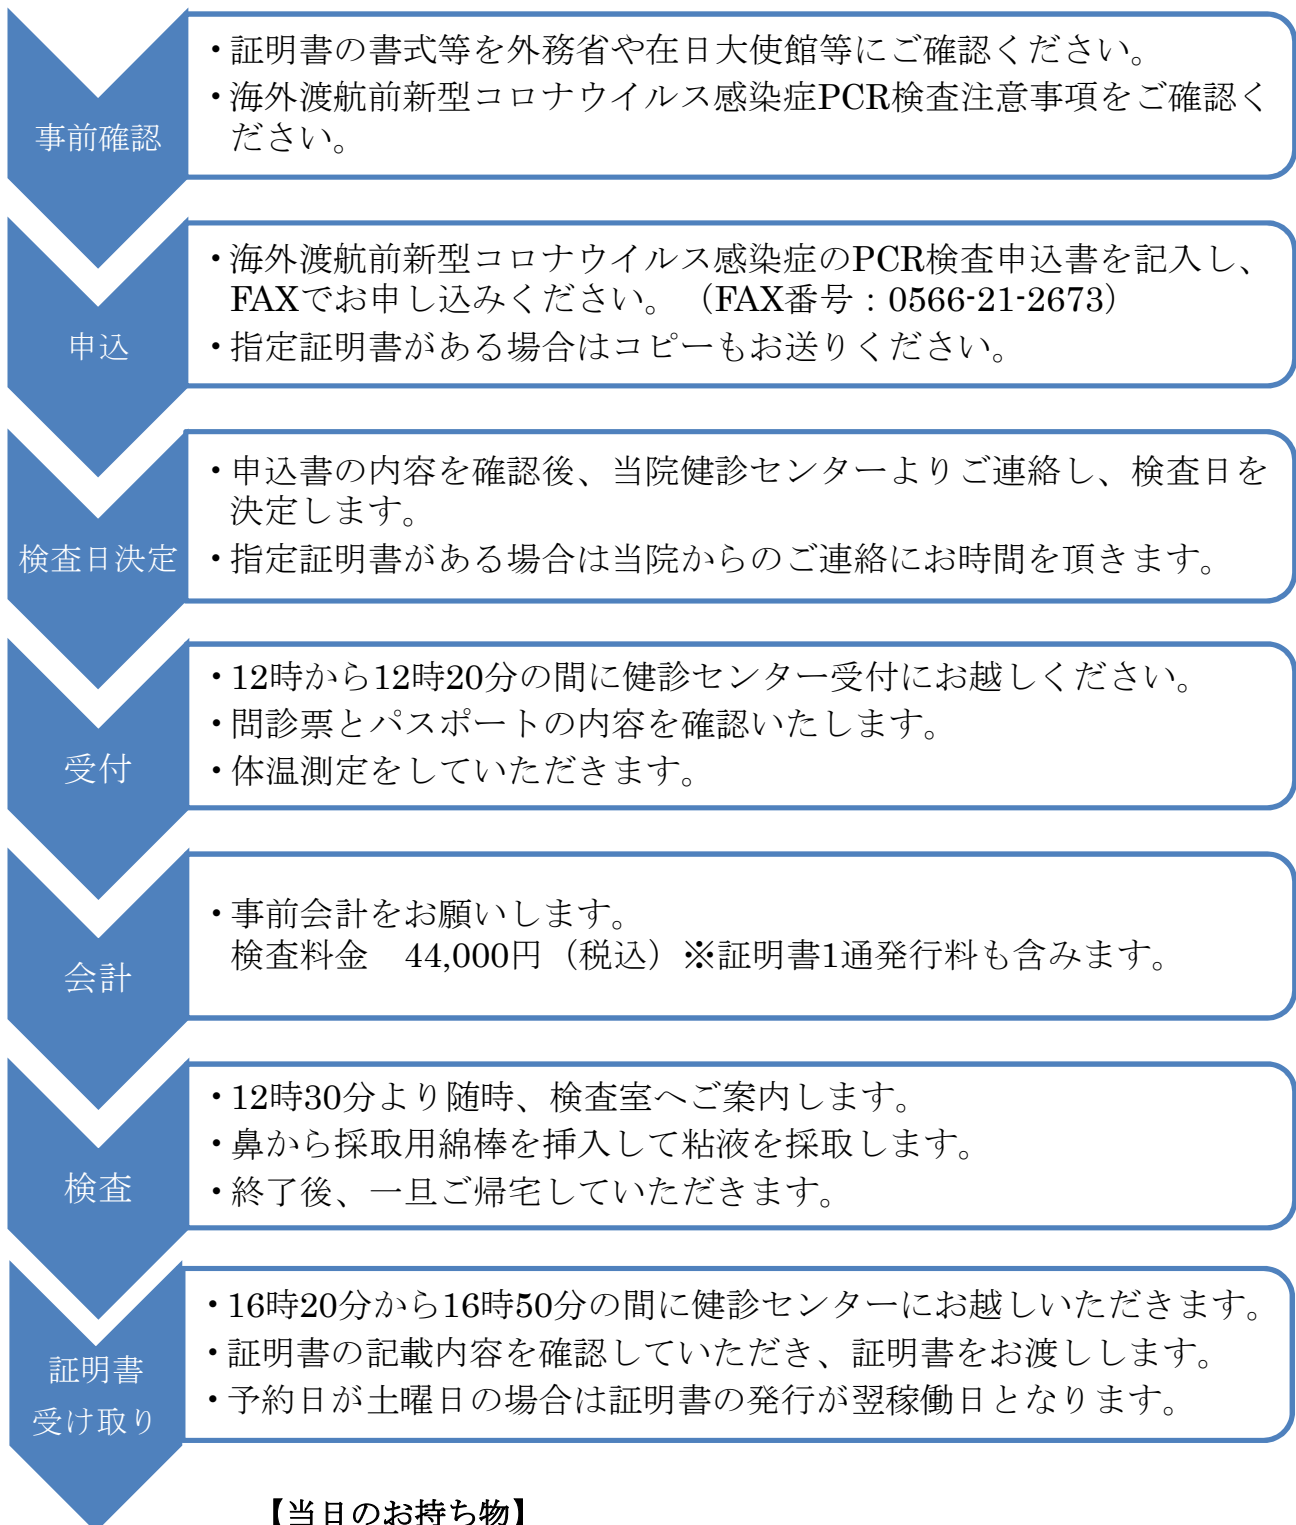 事前確認
・証明書の書式等を外務省や在日大使館等にご確認ください。
・海外渡航前新型コロナウイルス感染症PCR検査注意事項をご確認く
ださい。
申込
・海外渡航前新型コロナウイルス感染症のPCR検査申込書を記入し、
FAXでお申し込みください。（FAX番号：0566-21-2673）
・指定証明書がある場合はコピーもお送りください。
検査日決定
・申込書の内容を確認後、当院健診センターよりご連絡し、検査日を
決定します。
・指定証明書がある場合は当院からのご連絡にお時間を頂きます。
受付
・12時から12時20分の間に健診センター受付にお越しください。
・問診票とパスポートの内容を確認いたします。
・体温測定をしていただきます。
会計
・事前会計をお願いします。
検査料金　44,000円（税込）※証明書1通発行料も含みます。
検査
・12時30分より随時、検査室へご案内します。
・鼻から採取用綿棒を挿入して粘液を採取します。
・終了後、一旦ご帰宅していただきます。
証明書
受け取り
・16時20分から16時50分の間に健診センターにお越しいただきます。
・証明書の記載内容を確認していただき、証明書をお渡しします。
・予約日が土曜日の場合は証明書の発行が翌稼働日となります。
【当日のお持ち物】